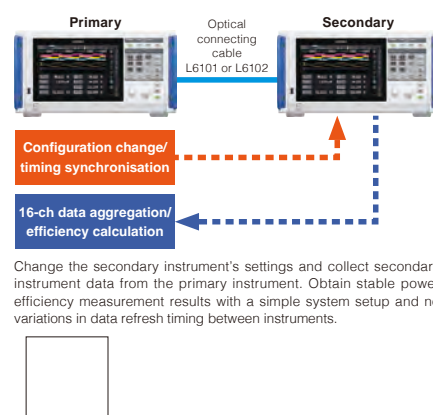 Primary
Optical
connecting
cable
L6101 or L6102
Secondary
Configuration change/
timing synchronisation
16-ch data aggregation/
efficiency calculation
Change the secondary instrument's settings and collect
instrument data from the primary instrument. Obtain stable
efficiency measurement results with a simple system setup and
variations in data refresh timing between instruments.